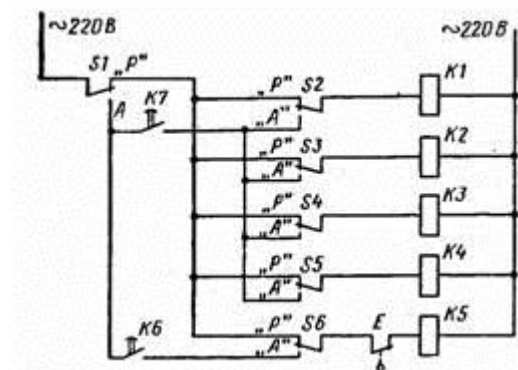 ~220В ~220В
S1 „Р"
„Р" S2 K1
A K7 „А"
„Р" S3 K2
„А"
„Р" S4 K3
„А"
„Р" S5 K4
„А"
K6 „Р" S6 E K5
„А"